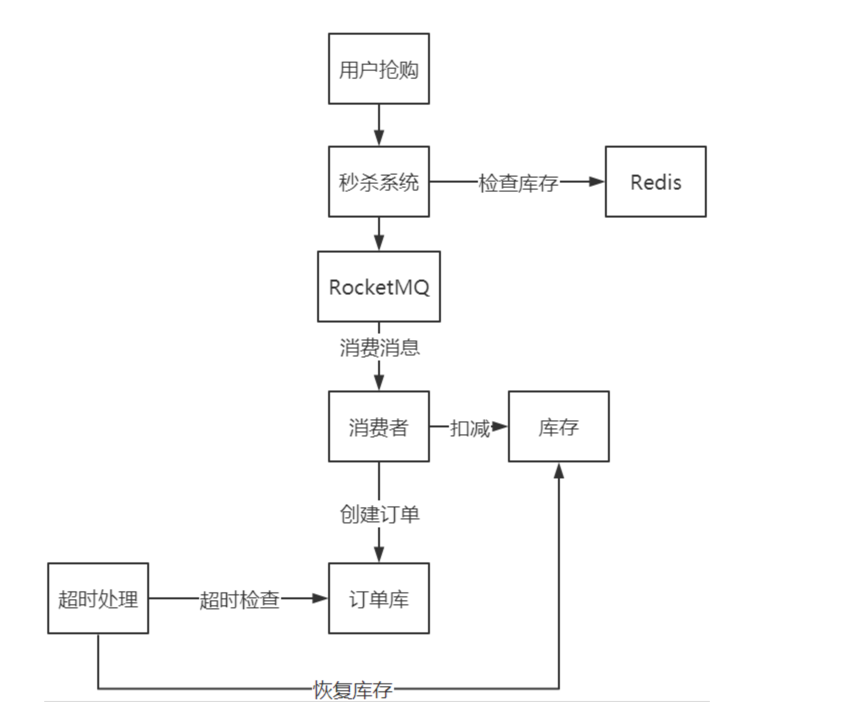 用户抢购
秒杀系统
检查库存
Redis
RocketMQ
消费消息
消费者
扣减
库存
创建订单
超时处理
超时检查
订单库
恢复库存